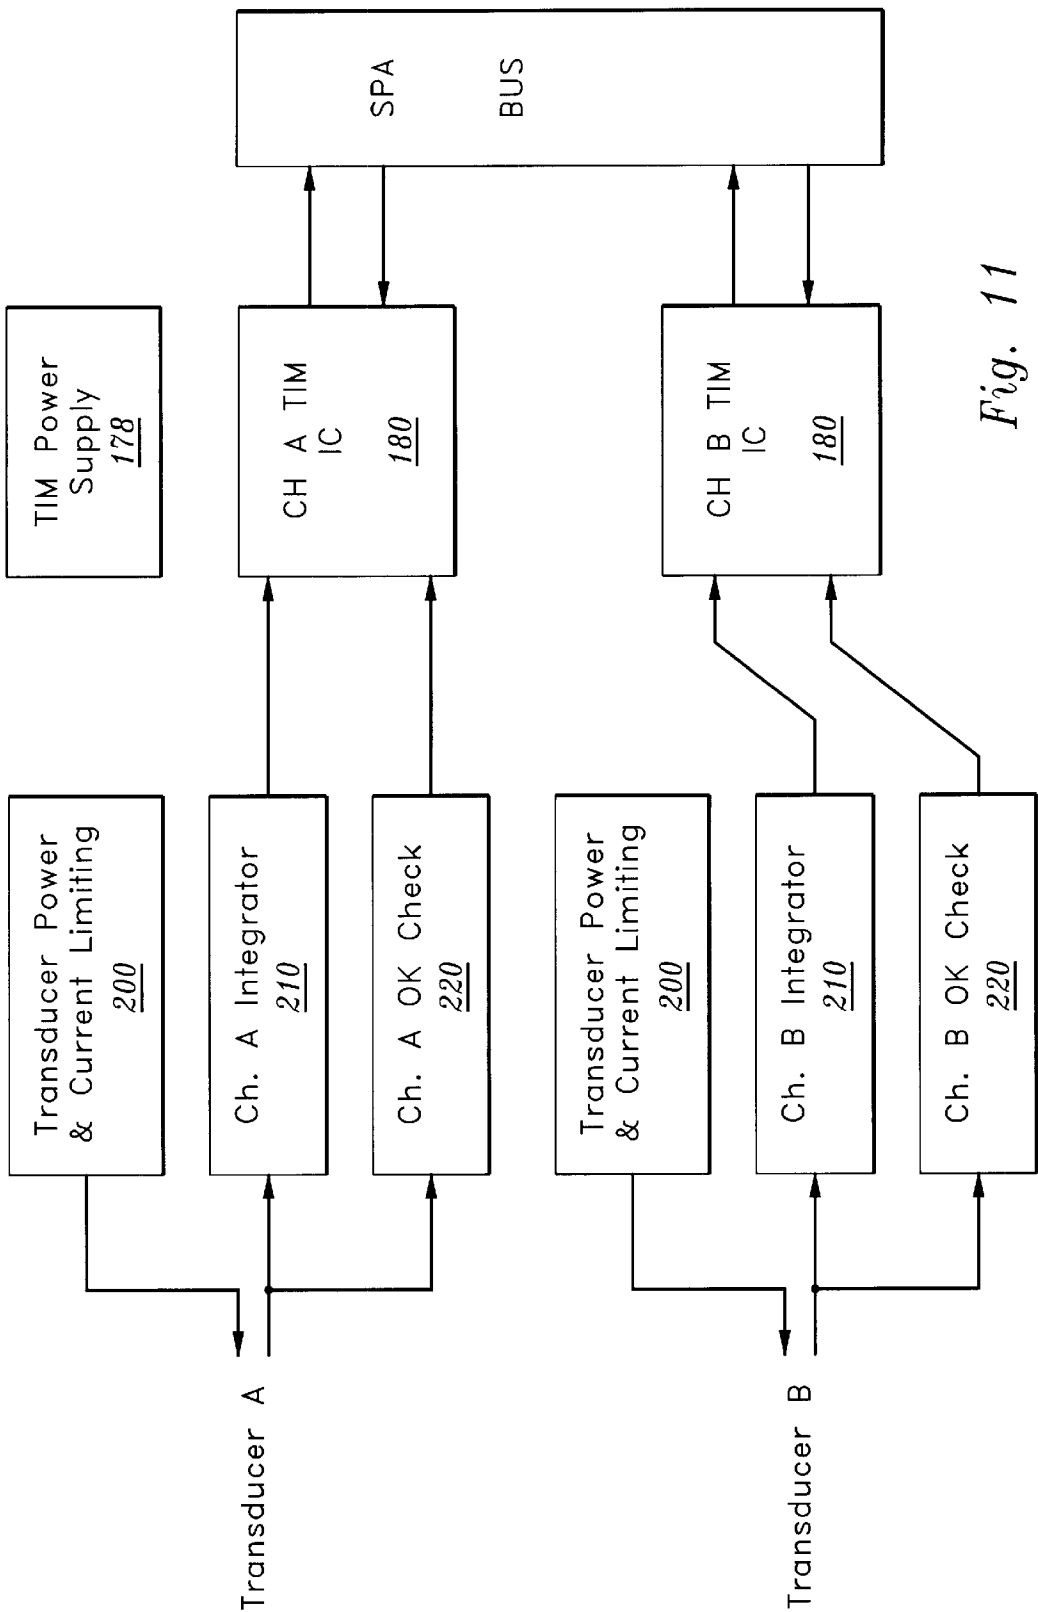 Transducer Power
& Current Limiting
200
TIM Power
Supply
178
Transducer A
Ch. A Integrator
210
CH A TIM
IC
180
SPA
BUS
Ch. A OK Check
220
Transducer Power
& Current Limiting
200
Transducer B
Ch. B Integrator
210
CH B TIM
IC
180
Ch. B OK Check
220
Fig. 11